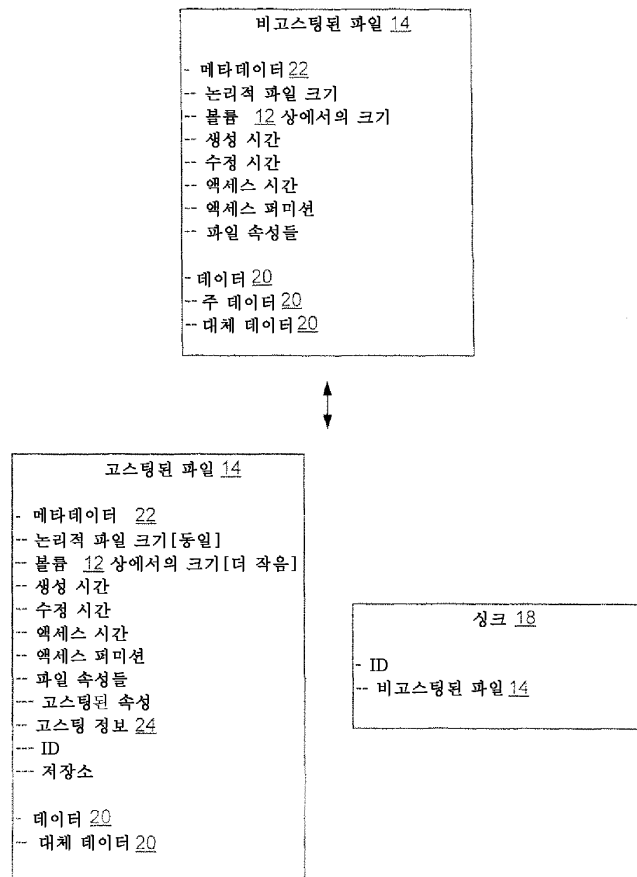 비고스팅된 파일 14
- 메타데이터 22
-- 논리적 파일 크기
-- 볼륨 12 상에서의 크기
-- 생성 시간
-- 수정 시간
-- 액세스 시간
-- 액세스 퍼미션
-- 파일 속성들
- 데이터 20
-- 주 데이터 20
-- 대체 데이터 20
고스팅된 파일 14
- 메타데이터 22
-- 논리적 파일 크기[동일]
-- 볼륨 12 상에서의 크기[더 작음]
-- 생성 시간
-- 수정 시간
-- 액세스 시간
-- 액세스 퍼미션
-- 파일 속성들
--- 고스팅된 속성
-- 고스팅 정보 24
--- ID
--- 저장소
- 데이터 20
-- 대체 데이터 20
싱크 18
- ID
-- 비고스팅된 파일 14